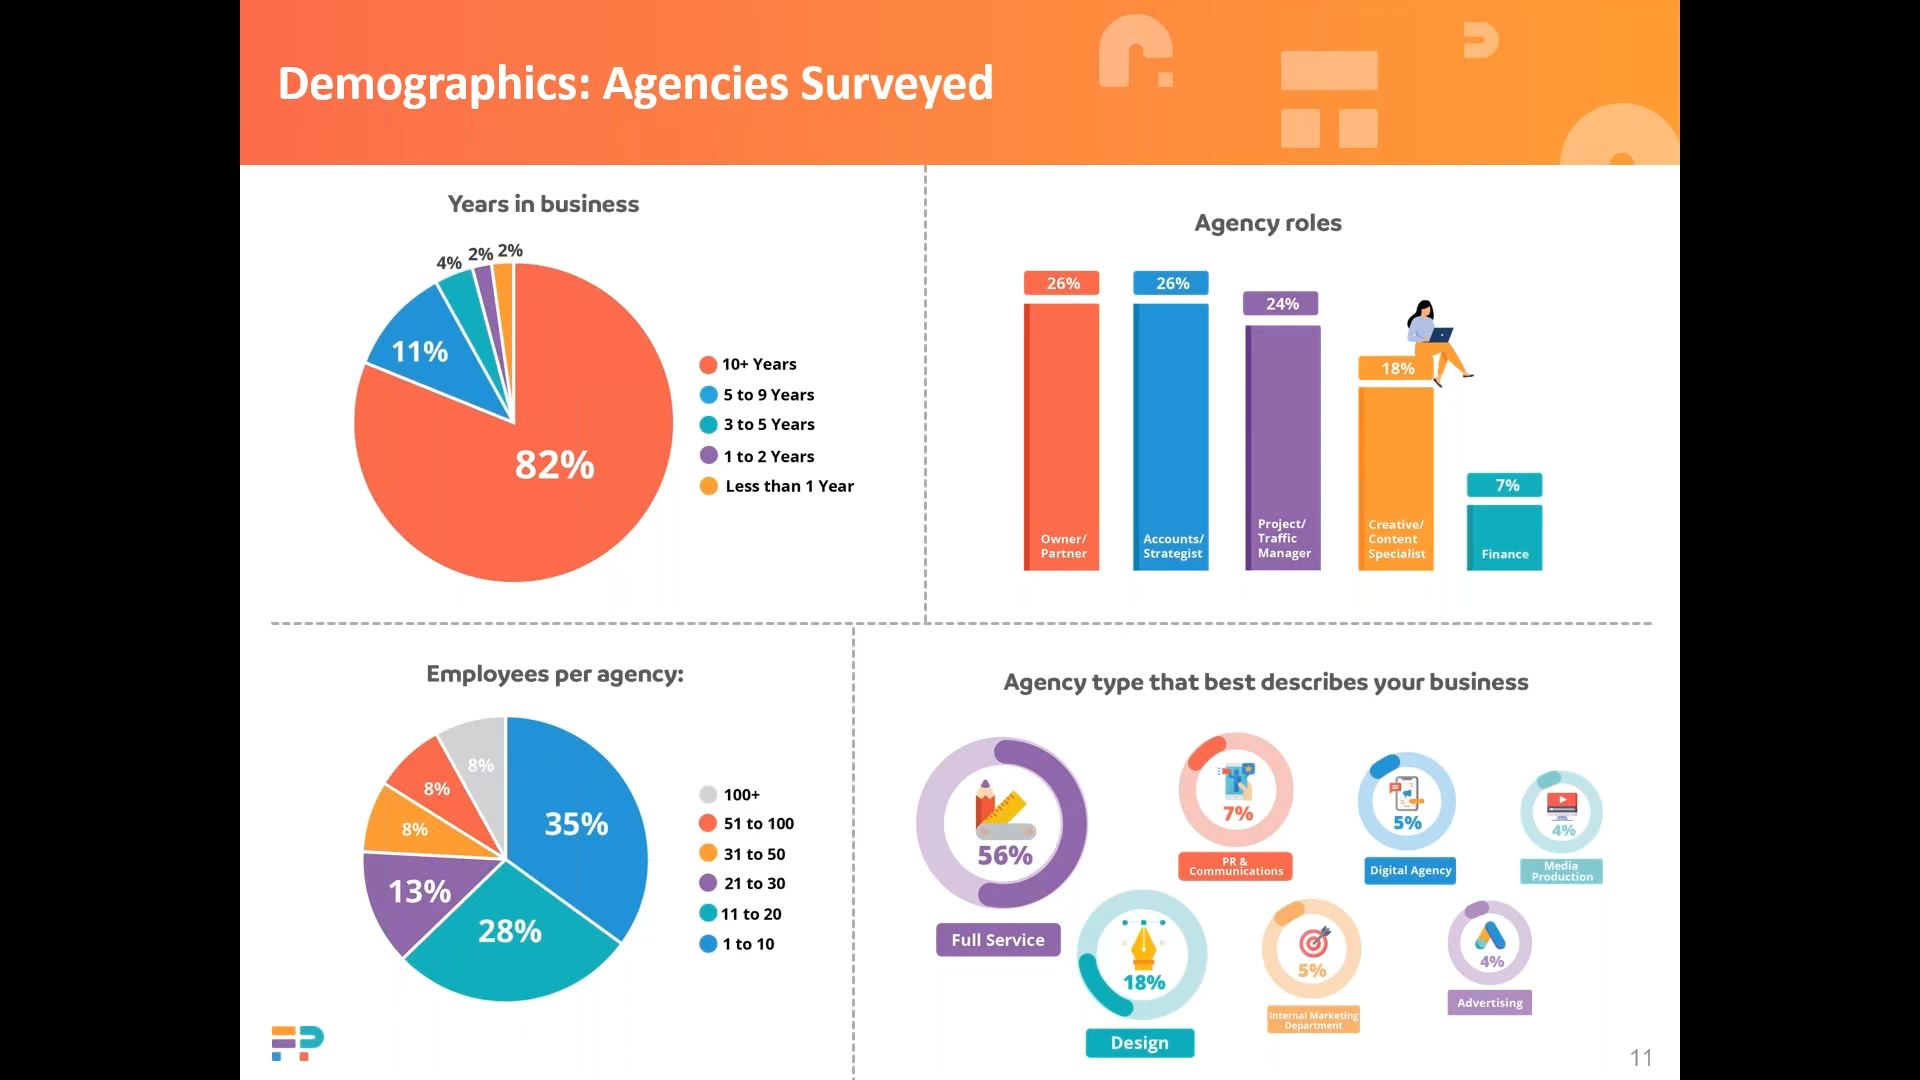 Demographics: Agencies Surveyed
Years in business
4%
2%
2%
11%
82%
10+ Years
5 to 9 Years
3 to 5 Years
1 to 2 Years
Less than 1 Year
Agency roles
26%
26%
24%
18%
7%
Owner/
Partner
Accounts/
Strategist
Project/
Traffic
Manager
Creative/
Content
Specialist
Finance
Employees per agency:
8%
8%
8%
13%
28%
35%
100+
51 to 100
31 to 50
21 to 30
11 to 20
1 to 10
Agency type that best describes your business
56%
Full Service
7%
PR &
Communications
5%
Digital Agency
4%
Media
Production
18%
Design
5%
Internal Marketing
Department
4%
Advertising
FP
11